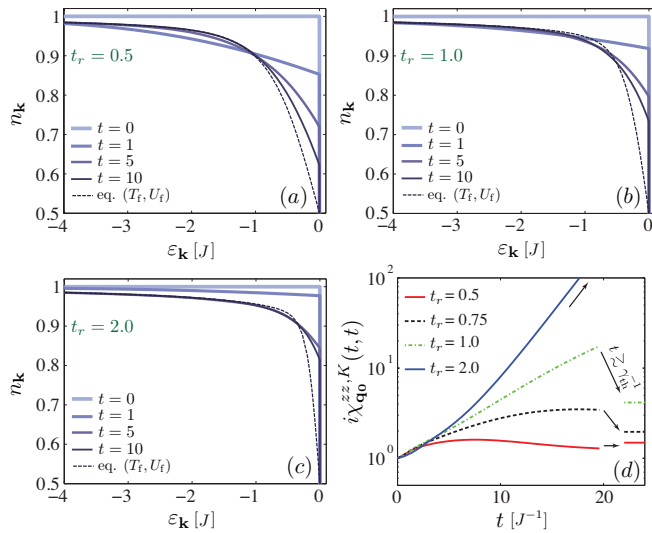 1
0.9
0.8
0.7
0.6
0.5
n_k
t_r = 0.5
t = 0
t = 1
t = 5
t = 10
eq. (T_f, U_f)
(a)
−4 −3 −2 −1 0
ε_k [J]
1
0.9
0.8
0.7
0.6
0.5
n_k
t_r = 1.0
t = 0
t = 1
t = 5
t = 10
eq. (T_f, U_f)
(b)
−4 −3 −2 −1 0
ε_k [J]
1
0.9
0.8
0.7
0.6
0.5
n_k
t_r = 2.0
t = 0
t = 1
t = 5
t = 10
eq. (T_f, U_f)
(c)
−4 −3 −2 −1 0
ε_k [J]
10^2
10^1
10^0
iχ_{q_0}^{zz,K}(t, t)
t_r = 0.5
t_r = 0.75
t_r = 1.0
t_r = 2.0
t ≳ γ_{th}^{-1}
(d)
0 10 20
t [J^{-1}]